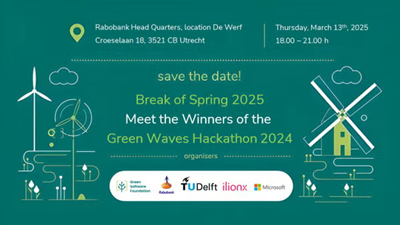 Rabobank Head Quarters, location De Werf
Croeselaan 18, 3521 CB Utrecht
Thursday, March 13th, 2025
18.00 – 21.00 h
save the date!
Break of Spring 2025
Meet the Winners of the
Green Waves Hackathon 2024
organisers
Green
Software
Foundation
Rabobank
TUDelft
ilionx
Microsoft